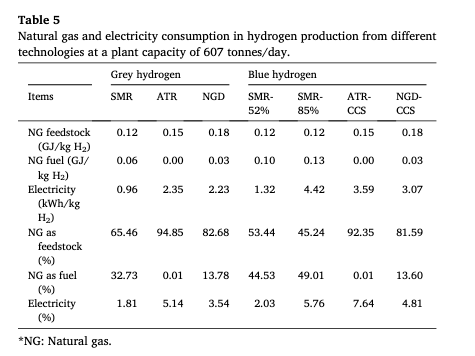 Table 5
Natural gas and electricity consumption in hydrogen production from different
technologies at a plant capacity of 607 tonnes/day.
Grey hydrogen Blue hydrogen
Items SMR ATR NGD SMR-52% SMR-85% ATR-CCS NGD-CCS
NG feedstock (GJ/kg H₂) 0.12 0.15 0.18 0.12 0.12 0.15 0.18
NG fuel (GJ/kg H₂) 0.06 0.00 0.03 0.10 0.13 0.00 0.03
Electricity (kWh/kg H₂) 0.96 2.35 2.23 1.32 4.42 3.59 3.07
NG as feedstock (%) 65.46 94.85 82.68 53.44 45.24 92.35 81.59
NG as fuel (%) 32.73 0.01 13.78 44.53 49.01 0.01 13.60
Electricity (%) 1.81 5.14 3.54 2.03 5.76 7.64 4.81
*NG: Natural gas.